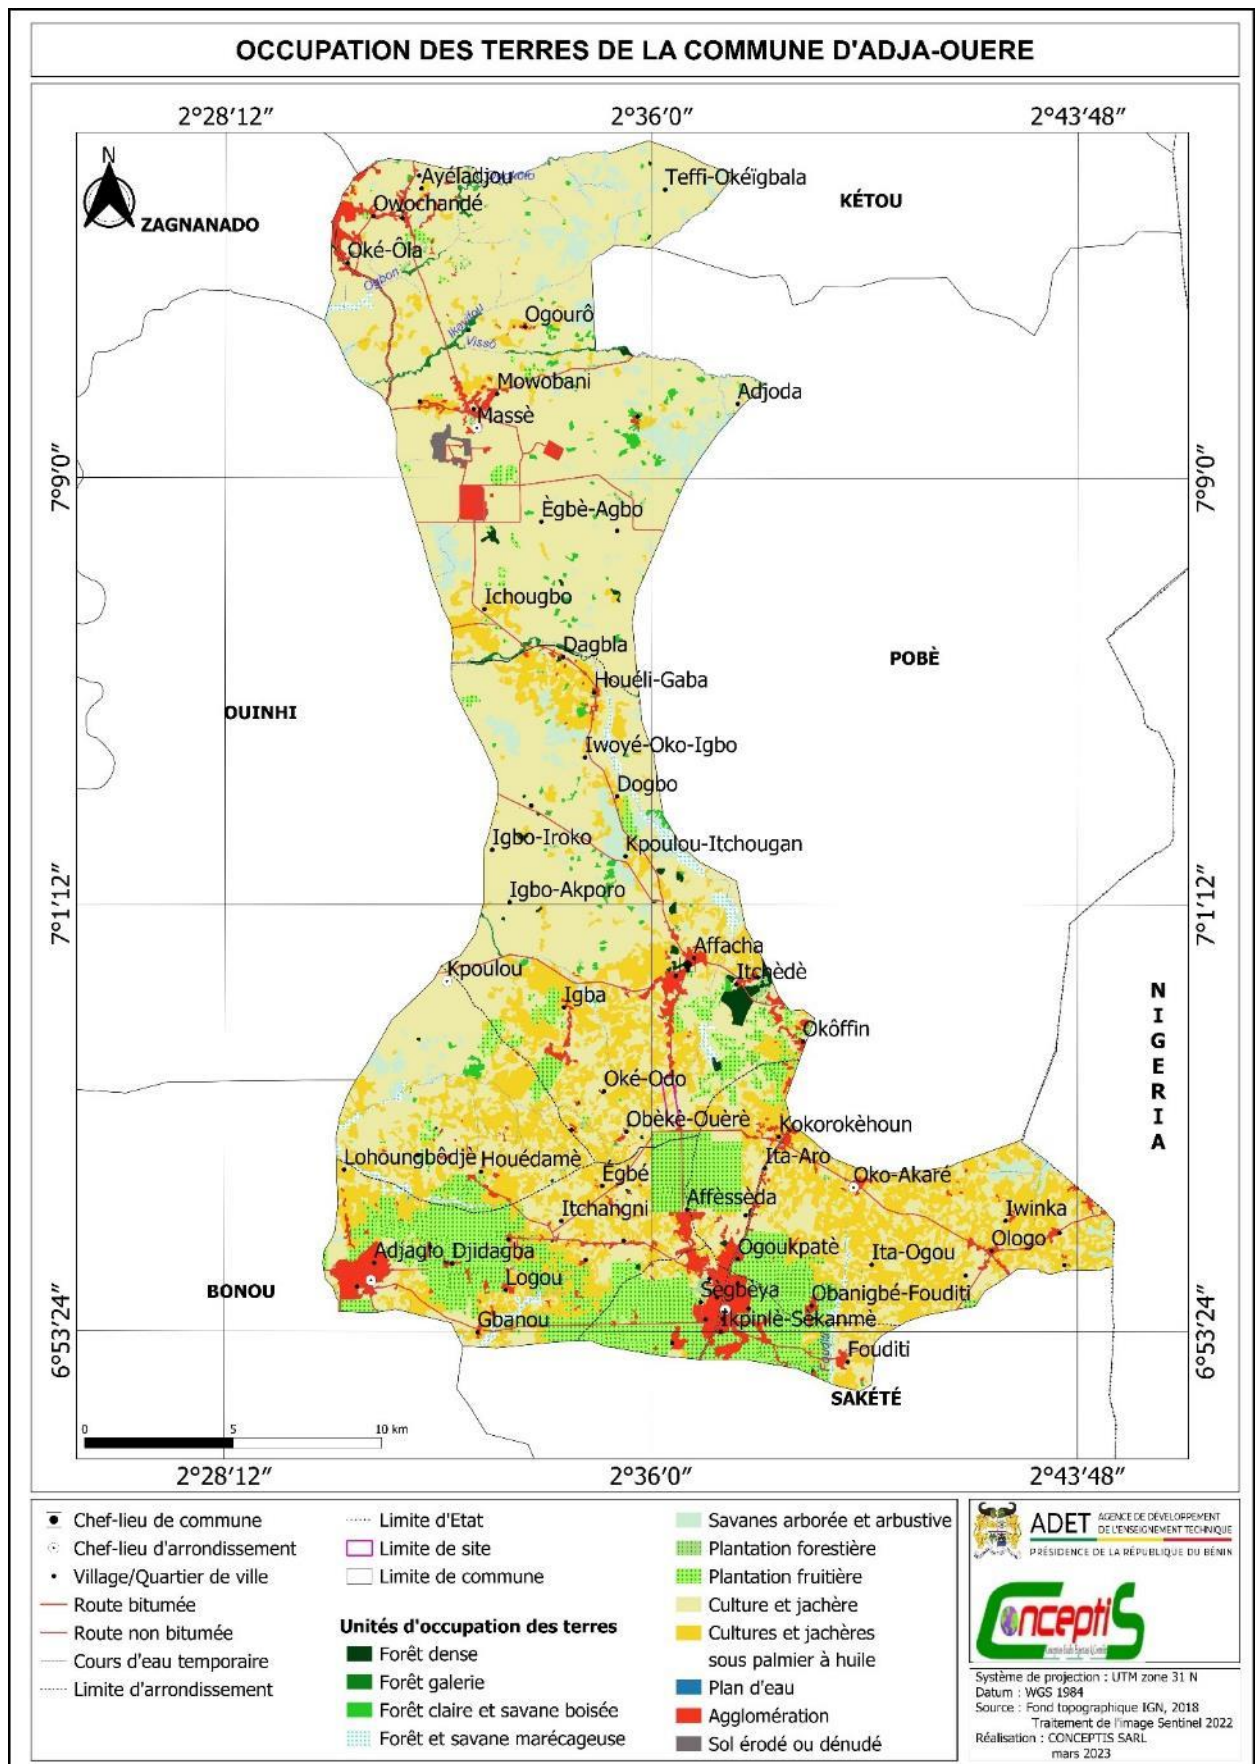 OCCUPATION DES TERRES DE LA COMMUNE D'ADJA-OUERE
2°28′12″ 2°36′0″ 2°43′48″
N
ZAGNANADO
KÉTOU
Ayéladjou
Teffi-Okéïgbala
Owochandé
Oké-Ôla
Ogbon
Ikayifou
Ogourô
Visso
Mowobani
Adjoda
Massè
7°9′0″ 7°9′0″
Ègbè-Agbo
Ichougbo
Dagbla
POBÈ
Houéli-Gaba
OUINHI
Iwoyé-Oko-Igbo
Dogbo
Igbo-Iroko
Kpoulou-Itchougan
Igbo-Akporo
7°1′12″ 7°1′12″
Affacha
Kpoulou
Itchèdè
Igba
NIGERIA
Okôffin
Oké-Odo
Obèkè-Ouèrè
Kokorokèhoun
Lohoungbôdjè
Houédamè
Ita-Aro
Égbé
Oko-Akaré
Itchangni
Affèssèda
Iwinka
Ologo
Adjaglo
Djidagba
Ogoukpatè
Ita-Ogou
BONOU
Logou
Sègbèya
Obanigbé-Fouditi
Gbanou
Ikpinlè-Sékanmè
6°53′24″ 6°53′24″
Fouditi
SAKÉTÉ
0 5 10 km
2°28′12″ 2°36′0″ 2°43′48″
Chef-lieu de commune
Chef-lieu d'arrondissement
Village/Quartier de ville
Route bitumée
Route non bitumée
Cours d'eau temporaire
Limite d'arrondissement
Limite d'Etat
Limite de site
Limite de commune
Unités d'occupation des terres
Forêt dense
Forêt galerie
Forêt claire et savane boisée
Forêt et savane marécageuse
Savanes arborée et arbustive
Plantation forestière
Plantation fruitière
Culture et jachère
Cultures et jachères
sous palmier à huile
Plan d'eau
Agglomération
Sol érodé ou dénudé
ADET
AGENCE DE DÉVELOPPEMENT
DE L'ENSEIGNEMENT TECHNIQUE
PRÉSIDENCE DE LA RÉPUBLIQUE DU BÉNIN
ConceptiS
Système de projection : UTM zone 31 N
Datum : WGS 1984
Source : Fond topographique IGN, 2018
Traitement de l'image Sentinel 2022
Réalisation : CONCEPTIS SARL
mars 2023